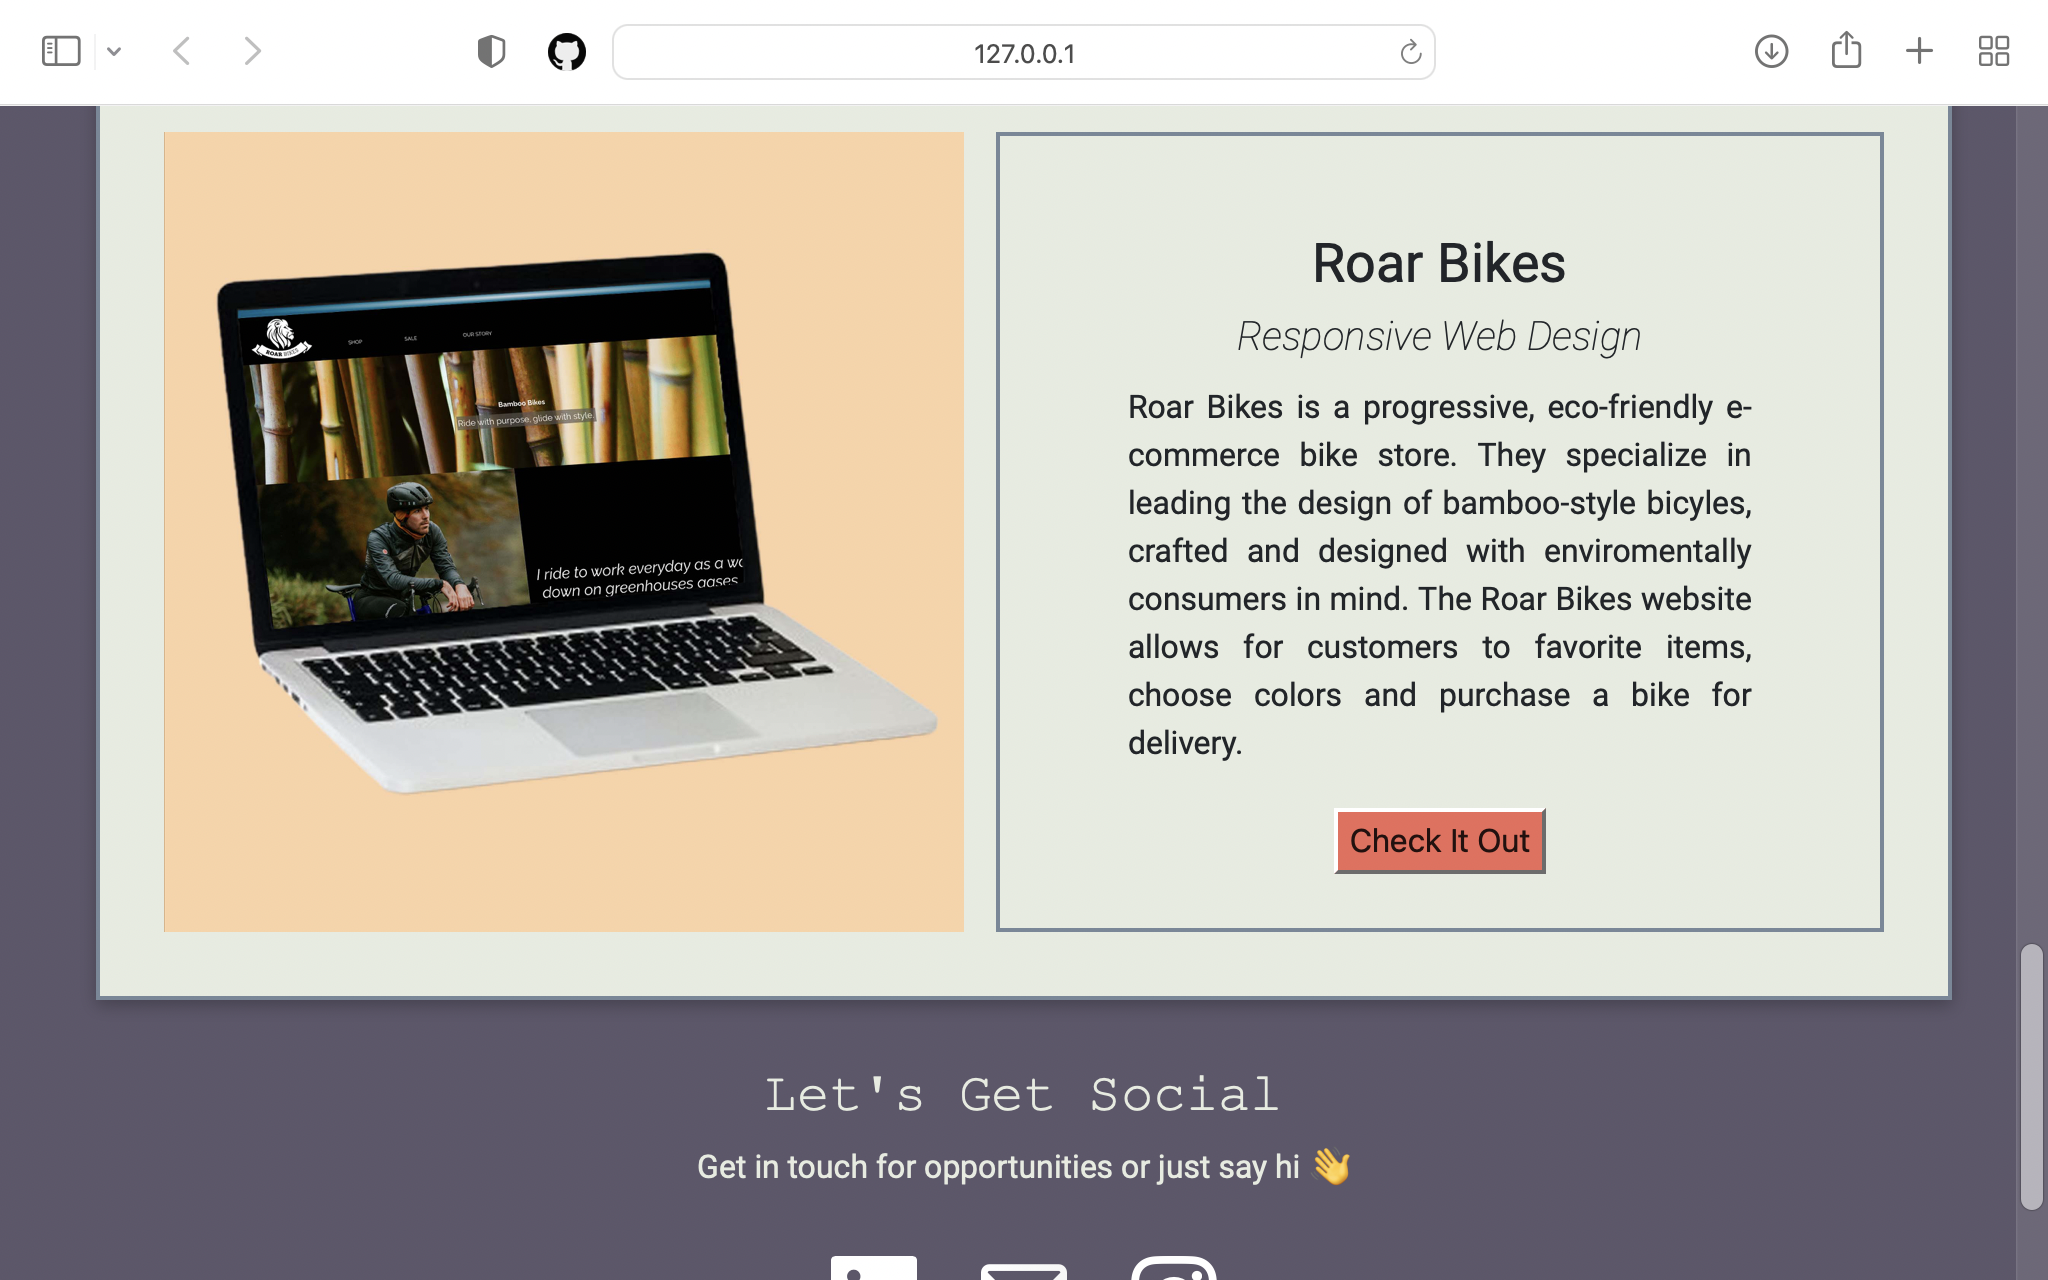 127.0.0.1
SHOP
SALE
OUR STORY
ROAR BIKES
Bamboo Bikes
Ride with purpose, glide with style.
I ride to work everyday as a wo
down on greenhouses gases
Roar Bikes
Responsive Web Design
Roar Bikes is a progressive, eco-friendly e-
commerce bike store. They specialize in
leading the design of bamboo-style bicyles,
crafted and designed with enviromentally
consumers in mind. The Roar Bikes website
allows for customers to favorite items,
choose colors and purchase a bike for
delivery.
Check It Out
Let's Get Social
Get in touch for opportunities or just say hi 👋